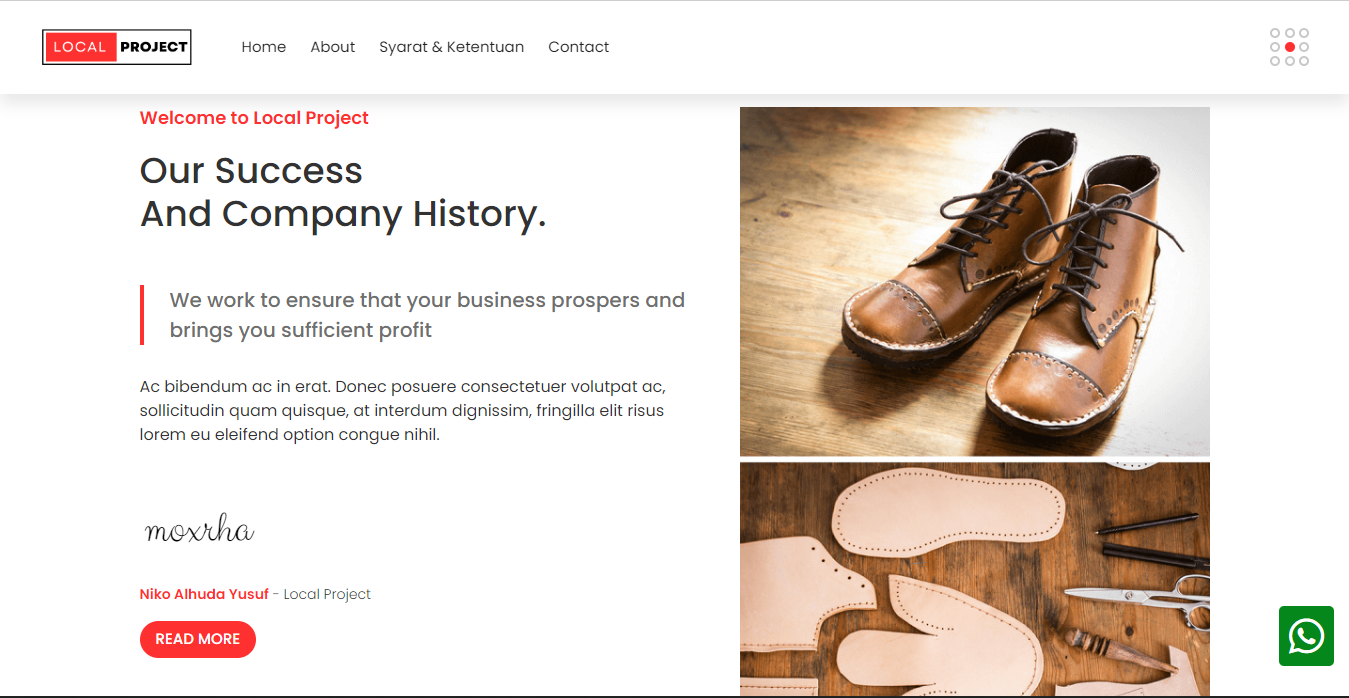 LOCAL PROJECT
Home About Syarat & Ketentuan Contact
Welcome to Local Project
Our Success
And Company History.
We work to ensure that your business prospers and
brings you sufficient profit
Ac bibendum ac in erat. Donec posuere consectetuer volutpat ac,
sollicitudin quam quisque, at interdum dignissim, fringilla elit risus
lorem eu eleifend option congue nihil.
moxrha
Niko Alhuda Yusuf - Local Project
READ MORE